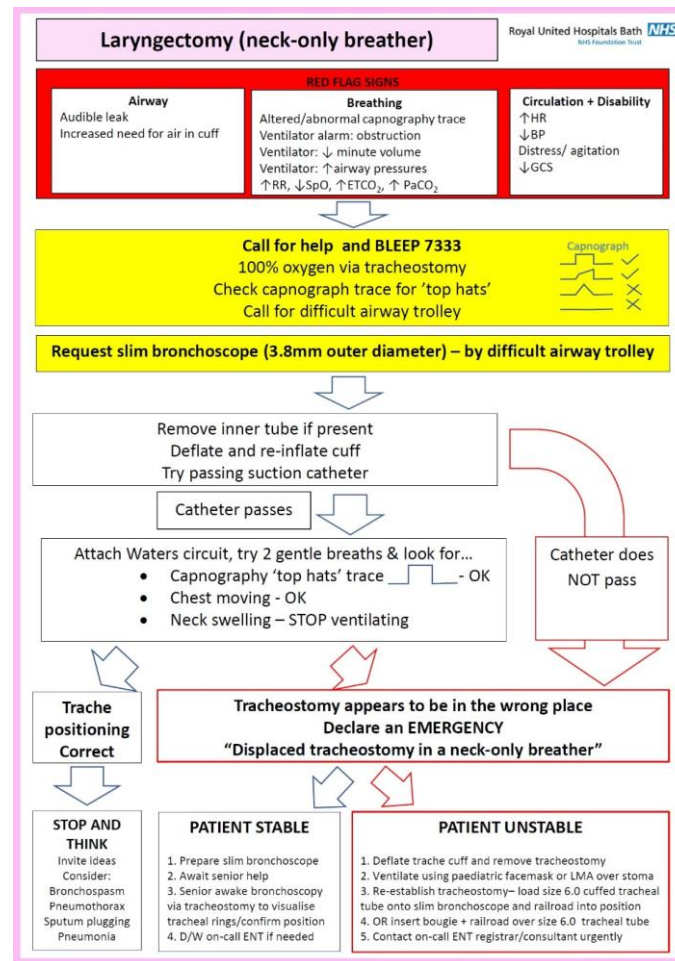 Laryngectomy (neck-only breather)
Royal United Hospitals Bath NHS
NHS Foundation Trust
RED FLAG SIGNS
Airway
Audible leak
Increased need for air in cuff
Breathing
Altered/abnormal capnography trace
Ventilator alarm: obstruction
Ventilator: ↓ minute volume
Ventilator: ↑airway pressures
↑RR, ↓SpO, ↑ETCO₂, ↑ PaCO₂
Circulation + Disability
↑HR
↓BP
Distress/ agitation
↓GCS
Call for help and BLEEP 7333
100% oxygen via tracheostomy
Check capnograph trace for 'top hats'
Call for difficult airway trolley
Capnograph
Request slim bronchoscope (3.8mm outer diameter) – by difficult airway trolley
Remove inner tube if present
Deflate and re-inflate cuff
Try passing suction catheter
Catheter passes
Catheter does
NOT pass
Attach Waters circuit, try 2 gentle breaths & look for…
• Capnography 'top hats' trace - OK
• Chest moving - OK
• Neck swelling – STOP ventilating
Trache
positioning
Correct
Tracheostomy appears to be in the wrong place
Declare an EMERGENCY
"Displaced tracheostomy in a neck-only breather"
STOP AND
THINK
Invite ideas
Consider:
Bronchospasm
Pneumothorax
Sputum plugging
Pneumonia
PATIENT STABLE
1. Prepare slim bronchoscope
2. Await senior help
3. Senior awake bronchoscopy
via tracheostomy to visualise
tracheal rings/confirm position
4. D/W on-call ENT if needed
PATIENT UNSTABLE
1. Deflate trache cuff and remove tracheostomy
2. Ventilate using paediatric facemask or LMA over stoma
3. Re-establish tracheostomy– load size 6.0 cuffed tracheal
tube onto slim bronchoscope and railroad into position
4. OR insert bougie + railroad over size 6.0 tracheal tube
5. Contact on-call ENT registrar/consultant urgently